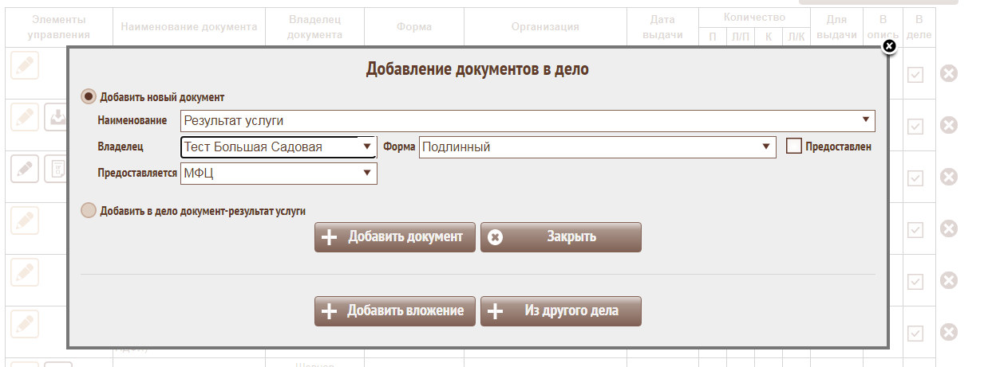 Элементы управления
Наименование документа
Владелец документа
Форма
Организация
Дата выдачи
Количество
П
Л/П
К
Л/К
Для выдачи
В опись
В деле
Добавление документов в дело
Добавить новый документ
Наименование Результат услуги
Владелец Тест Большая Садовая Форма Подлинный Предоставлен
Предоставляется МФЦ
Добавить в дело документ-результат услуги
Добавить документ Закрыть
Добавить вложение Из другого дела